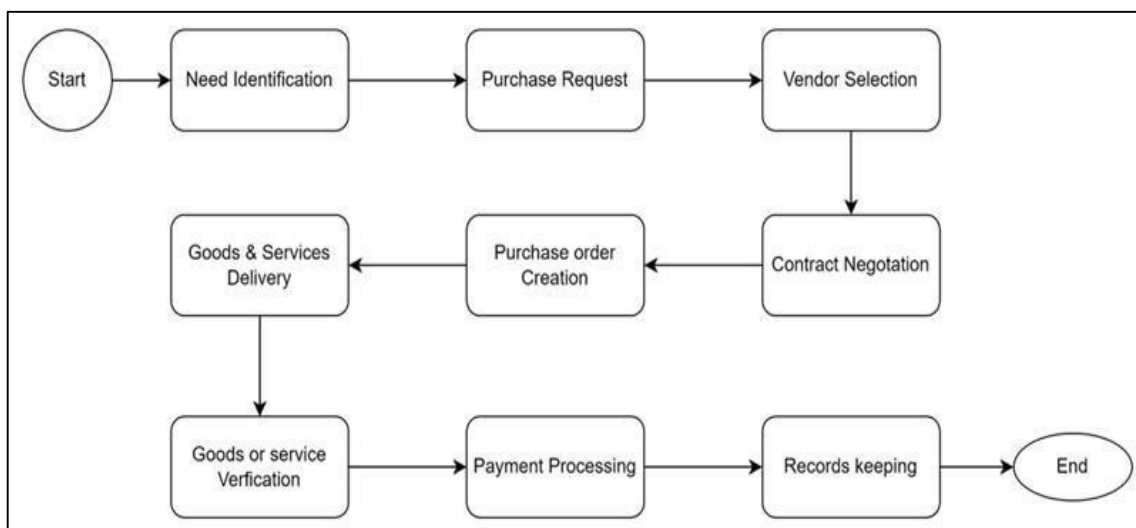 Start
Need Identification
Purchase Request
Vendor Selection
Contract Negotation
Purchase order
Creation
Goods & Services
Delivery
Goods or service
Verfication
Payment Processing
Records keeping
End